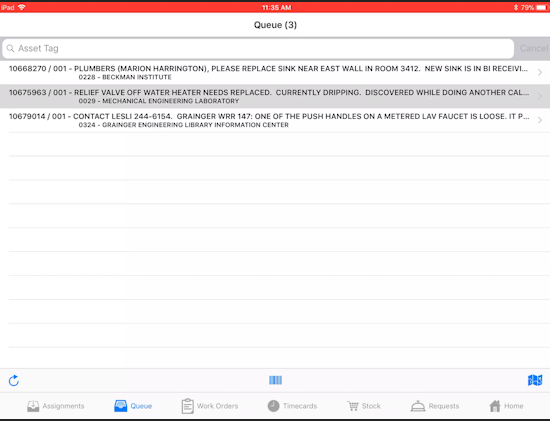 iPad 11:35 AM 79%
Queue (3)
Asset Tag Cancel
10668270 / 001 - PLUMBERS (MARION HARRINGTON), PLEASE REPLACE SINK NEAR EAST WALL IN ROOM 3412. NEW SINK IS IN BI RECEIVI...
0228 - BECKMAN INSTITUTE
10675963 / 001 - RELIEF VALVE OFF WATER HEATER NEEDS REPLACED. CURRENTLY DRIPPING. DISCOVERED WHILE DOING ANOTHER CAL...
0029 - MECHANICAL ENGINEERING LABORATORY
10679014 / 001 - CONTACT LESLI 244-6154. GRAINGER WRR 147: ONE OF THE PUSH HANDLES ON A METERED LAV FAUCET IS LOOSE. IT P...
0324 - GRAINGER ENGINEERING LIBRARY INFORMATION CENTER
Assignments Queue Work Orders Timecards Stock Requests Home